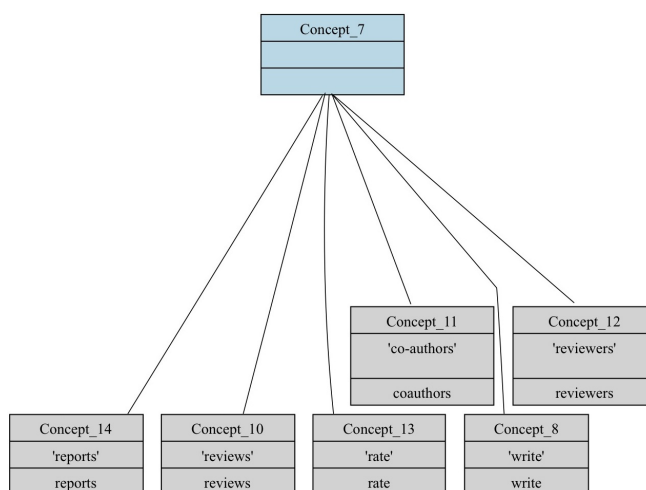 Concept_7
Concept_11
'co-authors'
coauthors
Concept_12
'reviewers'
reviewers
Concept_14
'reports'
reports
Concept_10
'reviews'
reviews
Concept_13
'rate'
rate
Concept_8
'write'
write